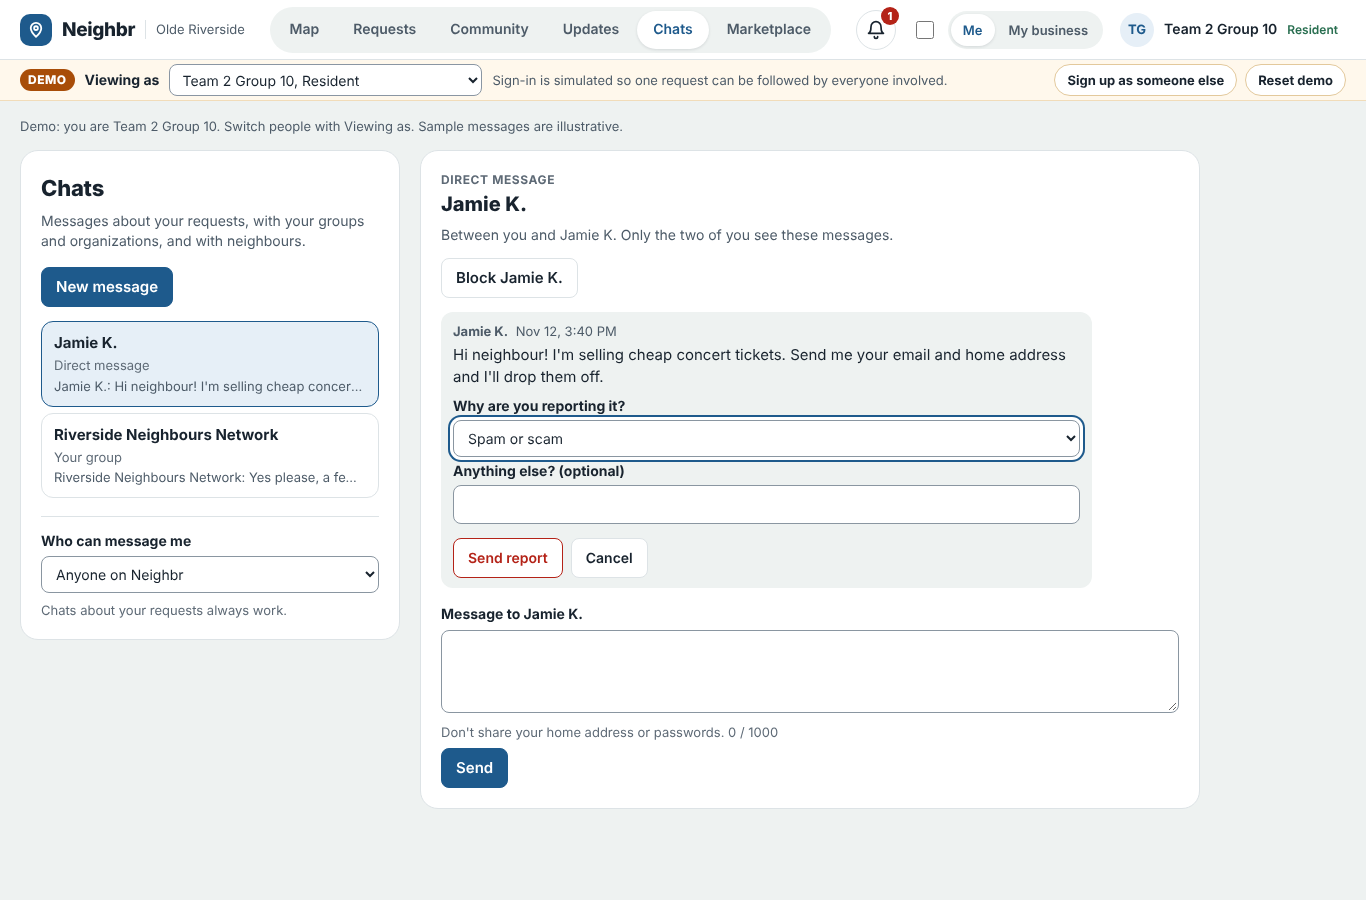 Neighbr
Olde Riverside
Map
Requests
Community
Updates
Chats
Marketplace
1
Me
My business
TG
Team 2 Group 10
Resident
DEMO
Viewing as
Team 2 Group 10, Resident
Sign-in is simulated so one request can be followed by everyone involved.
Sign up as someone else
Reset demo
Demo: you are Team 2 Group 10. Switch people with Viewing as. Sample messages are illustrative.
Chats
Messages about your requests, with your groups
and organizations, and with neighbours.
New message
Jamie K.
Direct message
Jamie K.: Hi neighbour! I'm selling cheap concer...
Riverside Neighbours Network
Your group
Riverside Neighbours Network: Yes please, a fe...
Who can message me
Anyone on Neighbr
Chats about your requests always work.
DIRECT MESSAGE
Jamie K.
Between you and Jamie K. Only the two of you see these messages.
Block Jamie K.
Jamie K. Nov 12, 3:40 PM
Hi neighbour! I'm selling cheap concert tickets. Send me your email and home address
and I'll drop them off.
Why are you reporting it?
Spam or scam
Anything else? (optional)
Send report
Cancel
Message to Jamie K.
Don't share your home address or passwords. 0 / 1000
Send